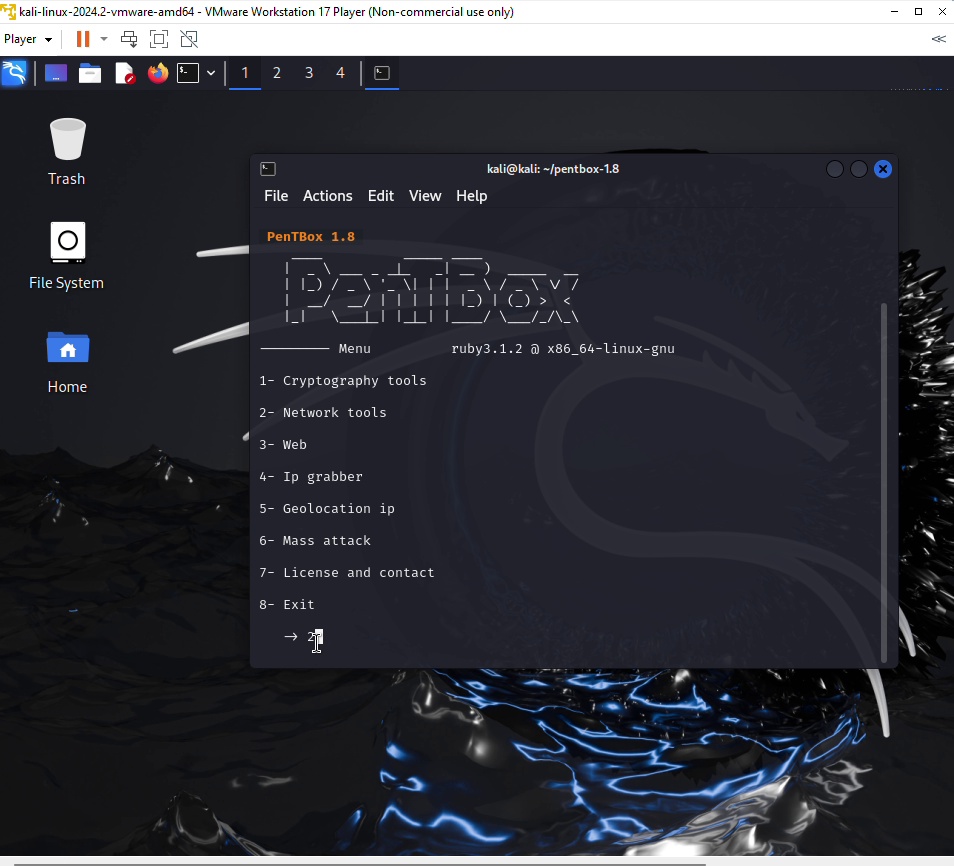 kali-linux-2024.2-vmware-amd64 - VMware Workstation 17 Player (Non-commercial use only)
Player
1 2 3 4
Trash
File System
Home
kali@kali: ~/pentbox-1.8
File Actions Edit View Help
PenTBox 1.8
Menu ruby3.1.2 @ x86_64-linux-gnu
1- Cryptography tools
2- Network tools
3- Web
4- Ip grabber
5- Geolocation ip
6- Mass attack
7- License and contact
8- Exit
→ 2